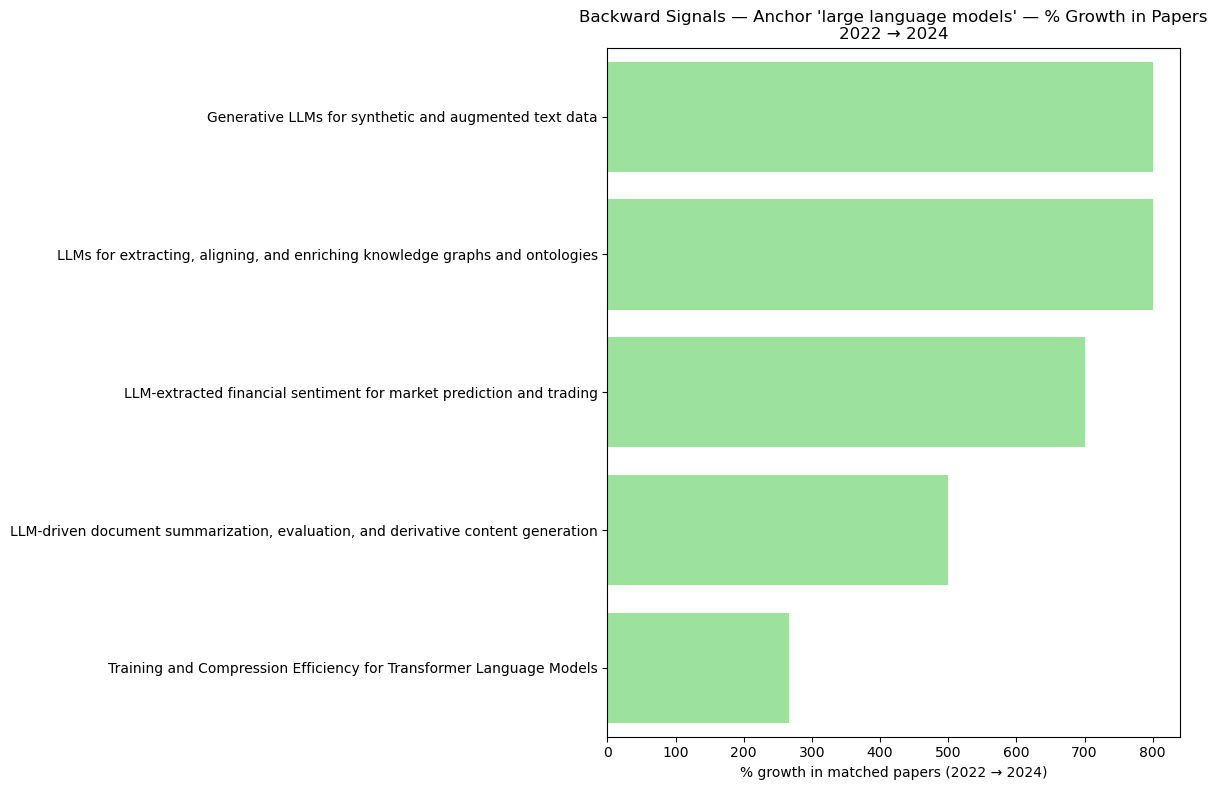 Backward Signals — Anchor 'large language models' — % Growth in Papers
2022 → 2024
Generative LLMs for synthetic and augmented text data
LLMs for extracting, aligning, and enriching knowledge graphs and ontologies
LLM-extracted financial sentiment for market prediction and trading
LLM-driven document summarization, evaluation, and derivative content generation
Training and Compression Efficiency for Transformer Language Models
0 100 200 300 400 500 600 700 800
% growth in matched papers (2022 → 2024)